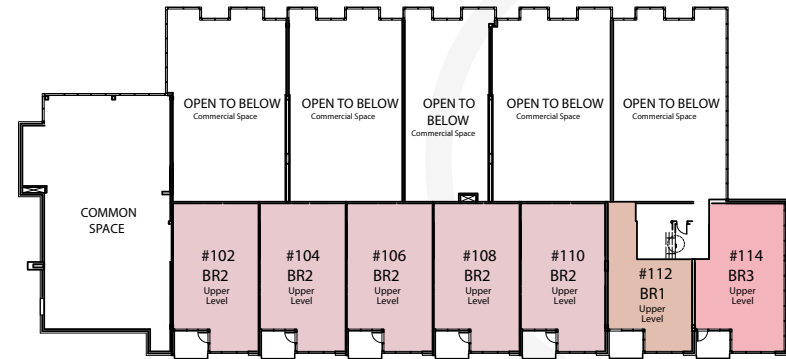 OPEN TO BELOW
Commercial Space
OPEN TO BELOW
Commercial Space
OPEN TO
BELOW
Commercial Space
OPEN TO BELOW
Commercial Space
OPEN TO BELOW
Commercial Space
COMMON
SPACE
#102
BR2
Upper
Level
#104
BR2
Upper
Level
#106
BR2
Upper
Level
#108
BR2
Upper
Level
#110
BR2
Upper
Level
#112
BR1
Upper
Level
#114
BR3
Upper
Level